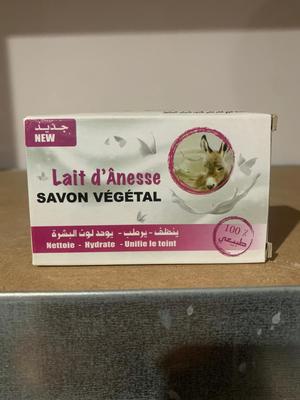 جديد
NEW
Lait d'Ânesse
SAVON VÉGÉTAL
ينظف - يرطب - يوحد لون البشرة
Nettoie - Hydrate - Unifie le teint
100 %
طبيعي